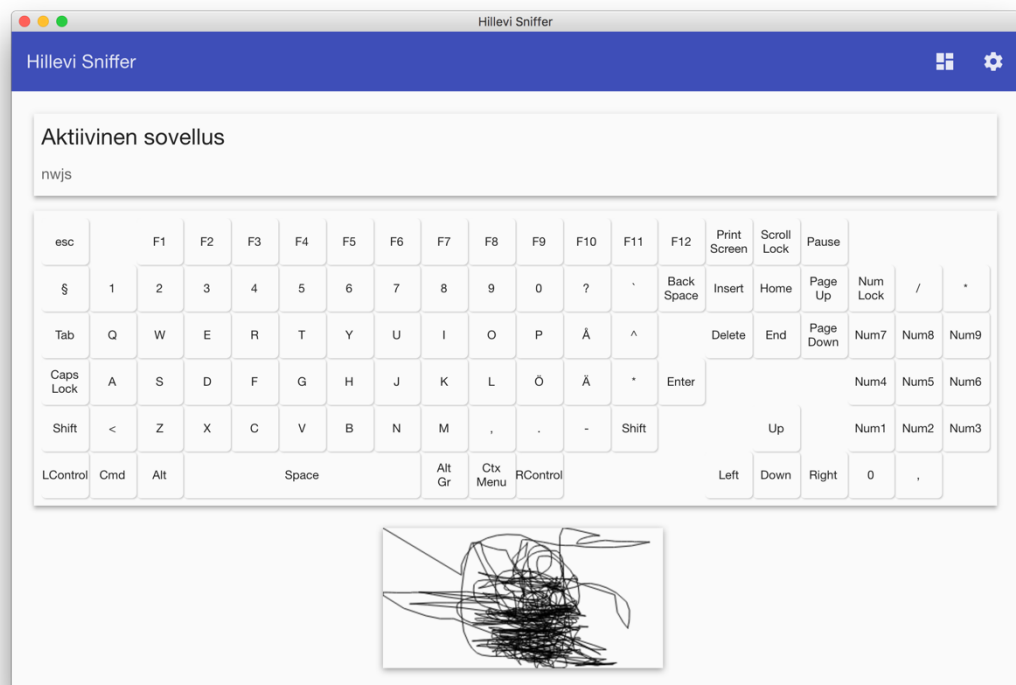 Hillevi Sniffer
Hillevi Sniffer
Aktiivinen sovellus
nwjs
esc F1 F2 F3 F4 F5 F6 F7 F8 F9 F10 F11 F12 Print Screen Scroll Lock Pause
§ 1 2 3 4 5 6 7 8 9 0 ? ` Back Space Insert Home Page Up Num Lock / *
Tab Q W E R T Y U I O P Å ^ Delete End Page Down Num7 Num8 Num9
Caps Lock A S D F G H J K L Ö Ä * Enter Num4 Num5 Num6
Shift < Z X C V B N M , . - Shift Up Num1 Num2 Num3
LControl Cmd Alt Space Alt Gr Ctx Menu RControl Left Down Right 0 ,